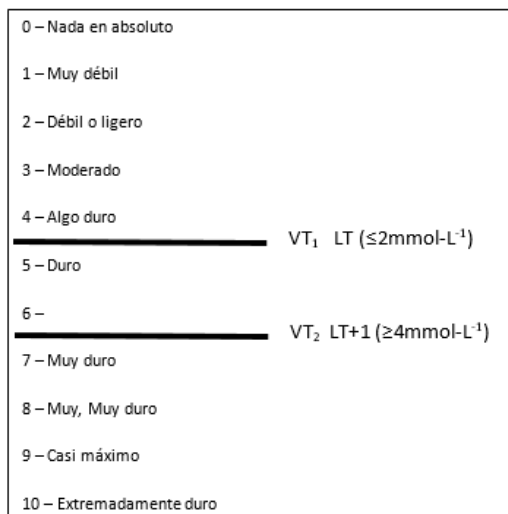 0 – Nada en absoluto
1 – Muy débil
2 – Débil o ligero
3 – Moderado
4 – Algo duro
VT₁ LT (≤2mmol-L⁻¹)
5 – Duro
6 –
VT₂ LT+1 (≥4mmol-L⁻¹)
7 – Muy duro
8 – Muy, Muy duro
9 – Casi máximo
10 – Extremadamente duro